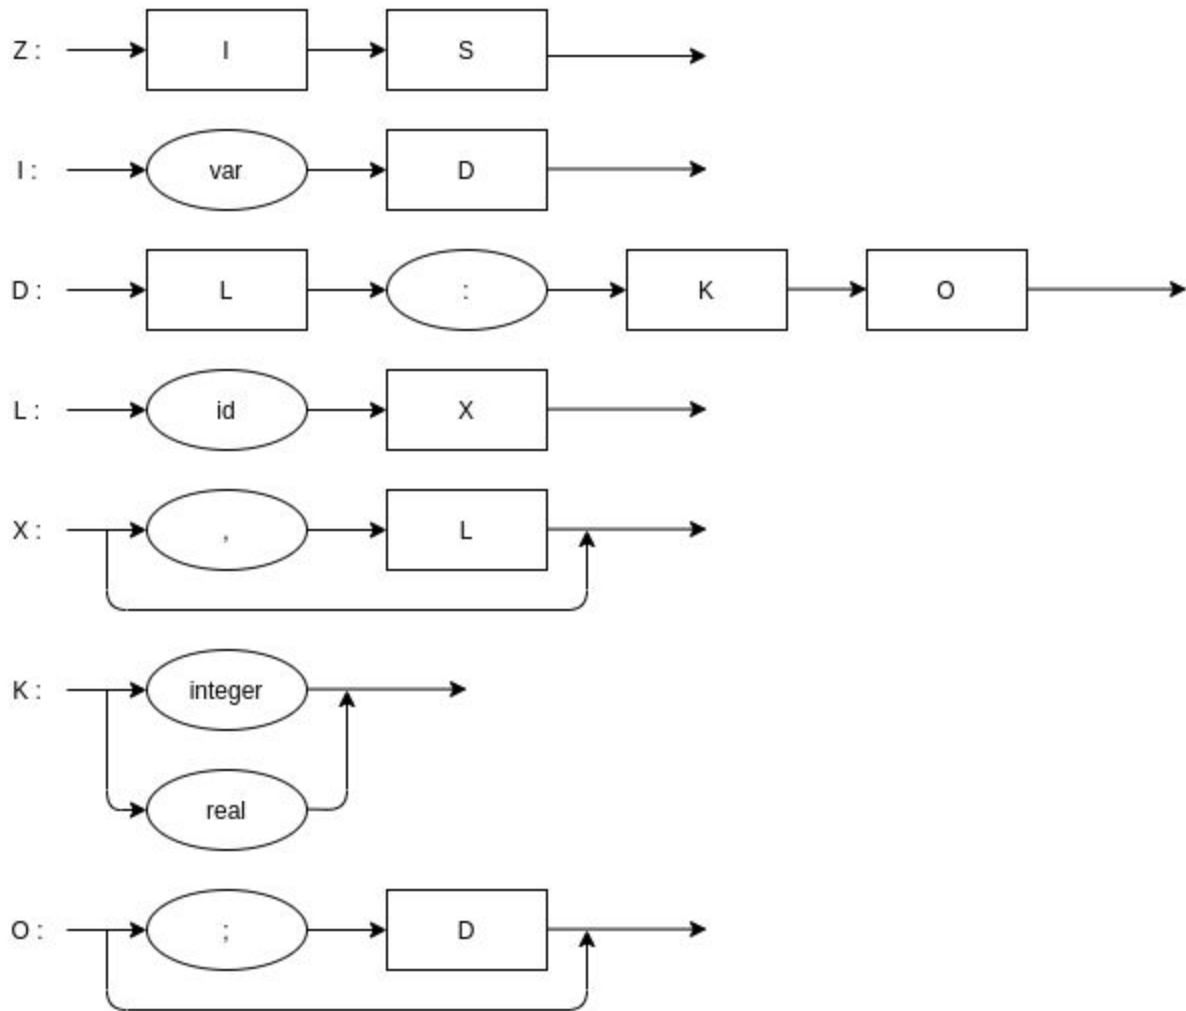 Z : I S
I : var D
D : L : K O
L : id X
X : , L
K : integer
real
O : ; D